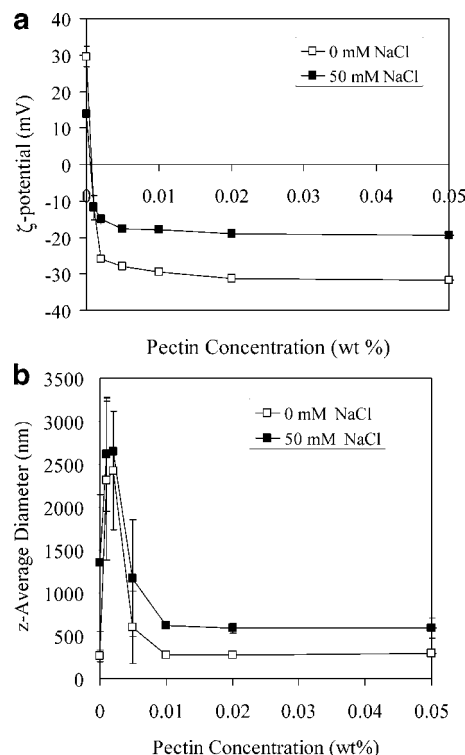 a
40
30
20
10
0
-10
-20
-30
-40
ζ-potential (mV)
0 mM NaCl
50 mM NaCl
0 0.01 0.02 0.03 0.04 0.05
Pectin Concentration (wt %)
b
3500
3000
2500
2000
1500
1000
500
0
z-Average Diameter (nm)
0 mM NaCl
50 mM NaCl
0 0.01 0.02 0.03 0.04 0.05
Pectin Concentration (wt%)